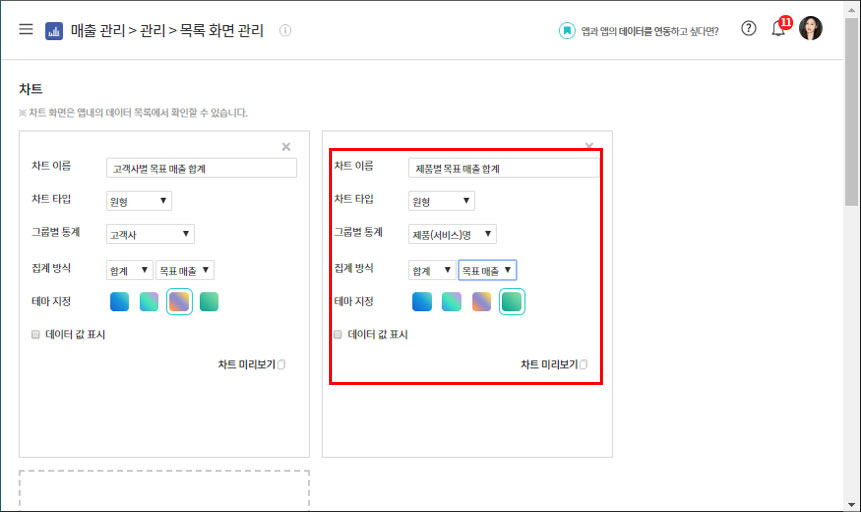 매출 관리 > 관리 > 목록 화면 관리
앱과 앱의 데이터를 연동하고 싶다면?
11
차트
※ 차트 화면은 앱내의 데이터 목록에서 확인할 수 있습니다.
차트 이름 고객사별 목표 매출 합계
차트 타입 원형
그룹별 통계 고객사
집계 방식 합계 목표 매출
테마 지정
데이터 값 표시
차트 미리보기
차트 이름 제품별 목표 매출 합계
차트 타입 원형
그룹별 통계 제품(서비스)명
집계 방식 합계 목표 매출
테마 지정
데이터 값 표시
차트 미리보기